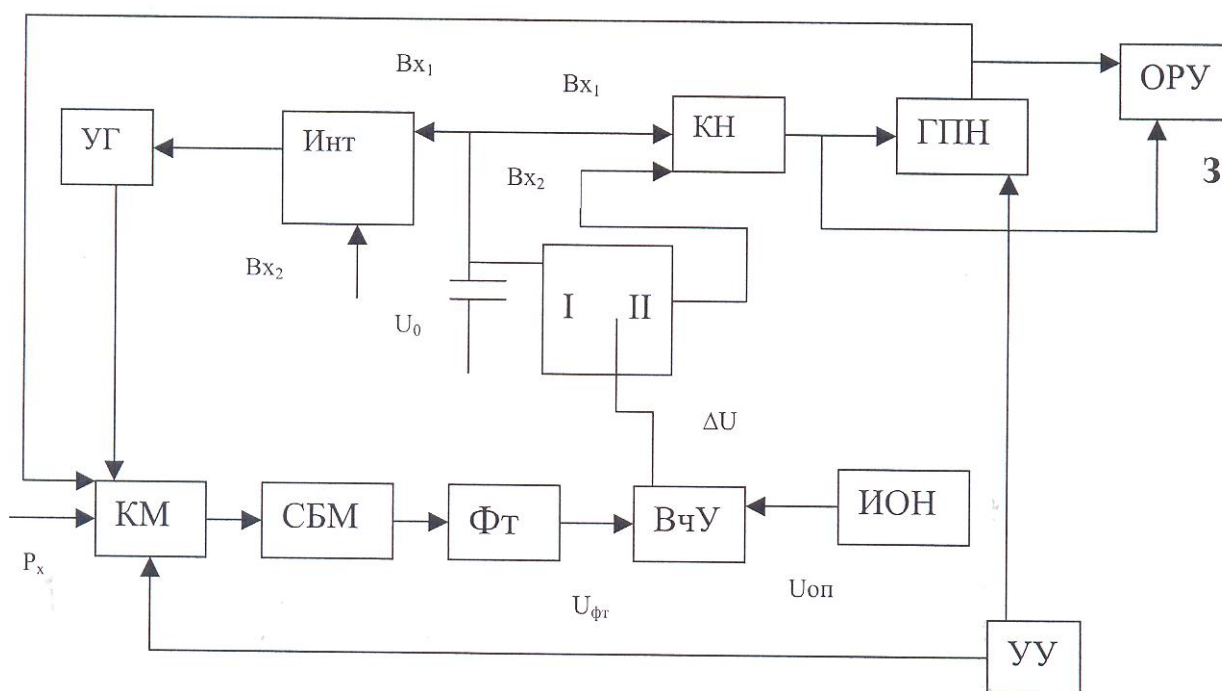 Вх₁
Вх₁
ОРУ
УГ
Инт
КН
ГПН
З
Вх₂
Вх₂
I II
U₀
ΔU
КМ
СБМ
Фт
ВчУ
ИОН
Рₓ
Uфт
Uоп
УУ